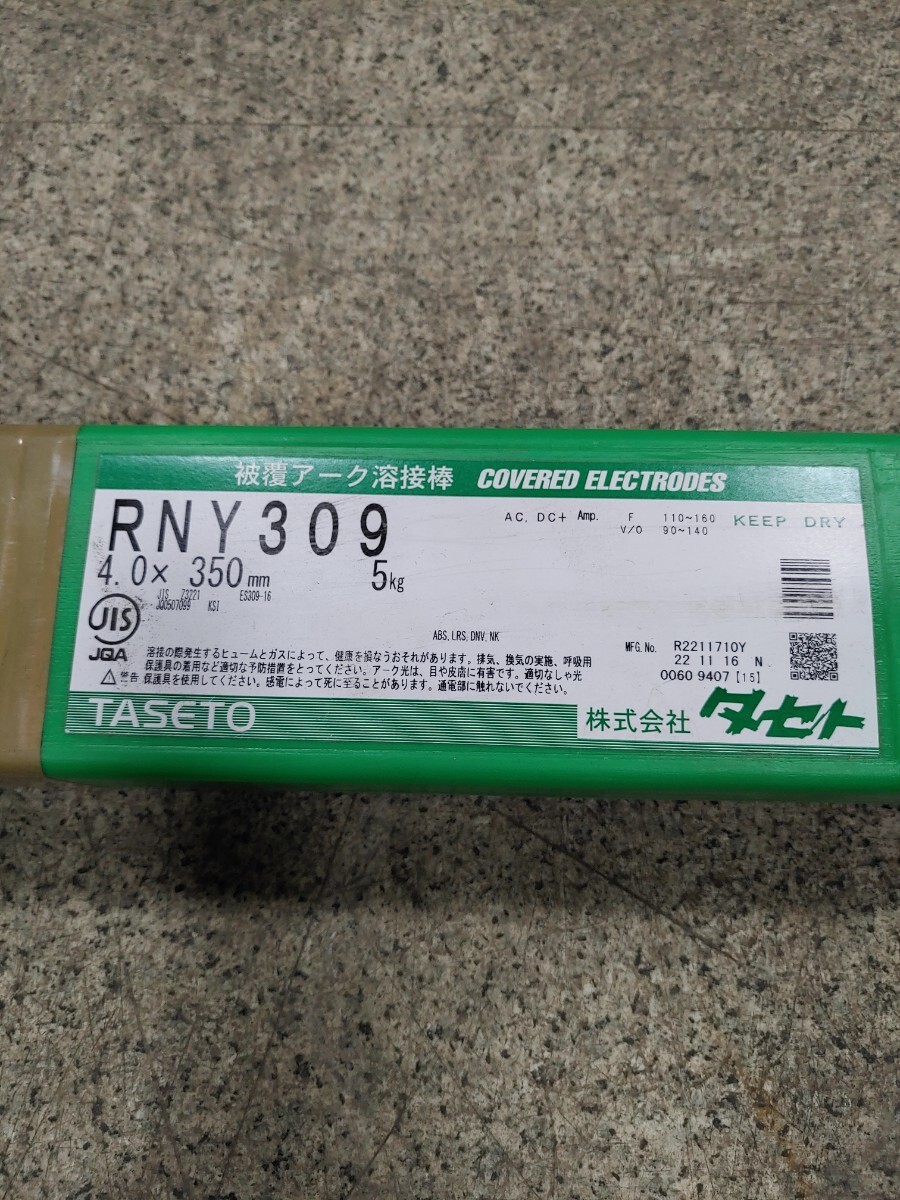 被覆アーク溶接棒 COVERED ELECTRODES
RNY309
AC, DC+ Amp. F 110~160 KEEP DRY
V/O 90~140
4.0× 350mm 5kg
JIS Z3221 ES309-16
JQ0507099 KSI
JIS
JQA
ABS, LRS, DNV, NK
溶接の際発生するヒュームとガスによって、健康を損なうおそれがあります。排気、換気の実施、呼吸用
保護具の着用など適切な予防措置をとってください。アーク光は、目や皮膚に有害です。適切なしゃ光
⚠警告 保護具を使用してください。感電によって死に至ることがあります。通電部に触れないでください。
MFG. No. R2211710Y
22 11 16 N
0060 9407 [15]
TASETO
株式会社 タセト